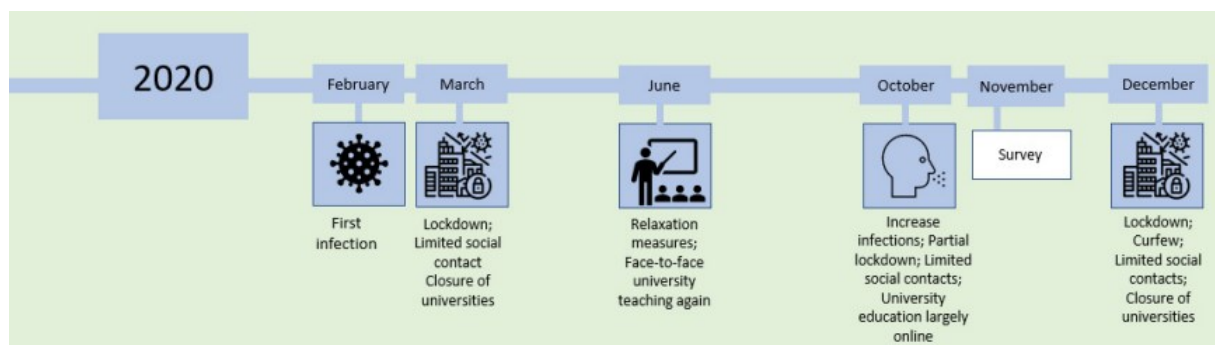 2020
February
March
June
October
November
December
Survey
First
infection
Lockdown;
Limited social
contact
Closure of
universities
Relaxation
measures;
Face-to-face
university
teaching again
Increase
infections; Partial
lockdown; Limited
social contacts;
University
education largely
online
Lockdown;
Curfew;
Limited social
contacts;
Closure of
universities